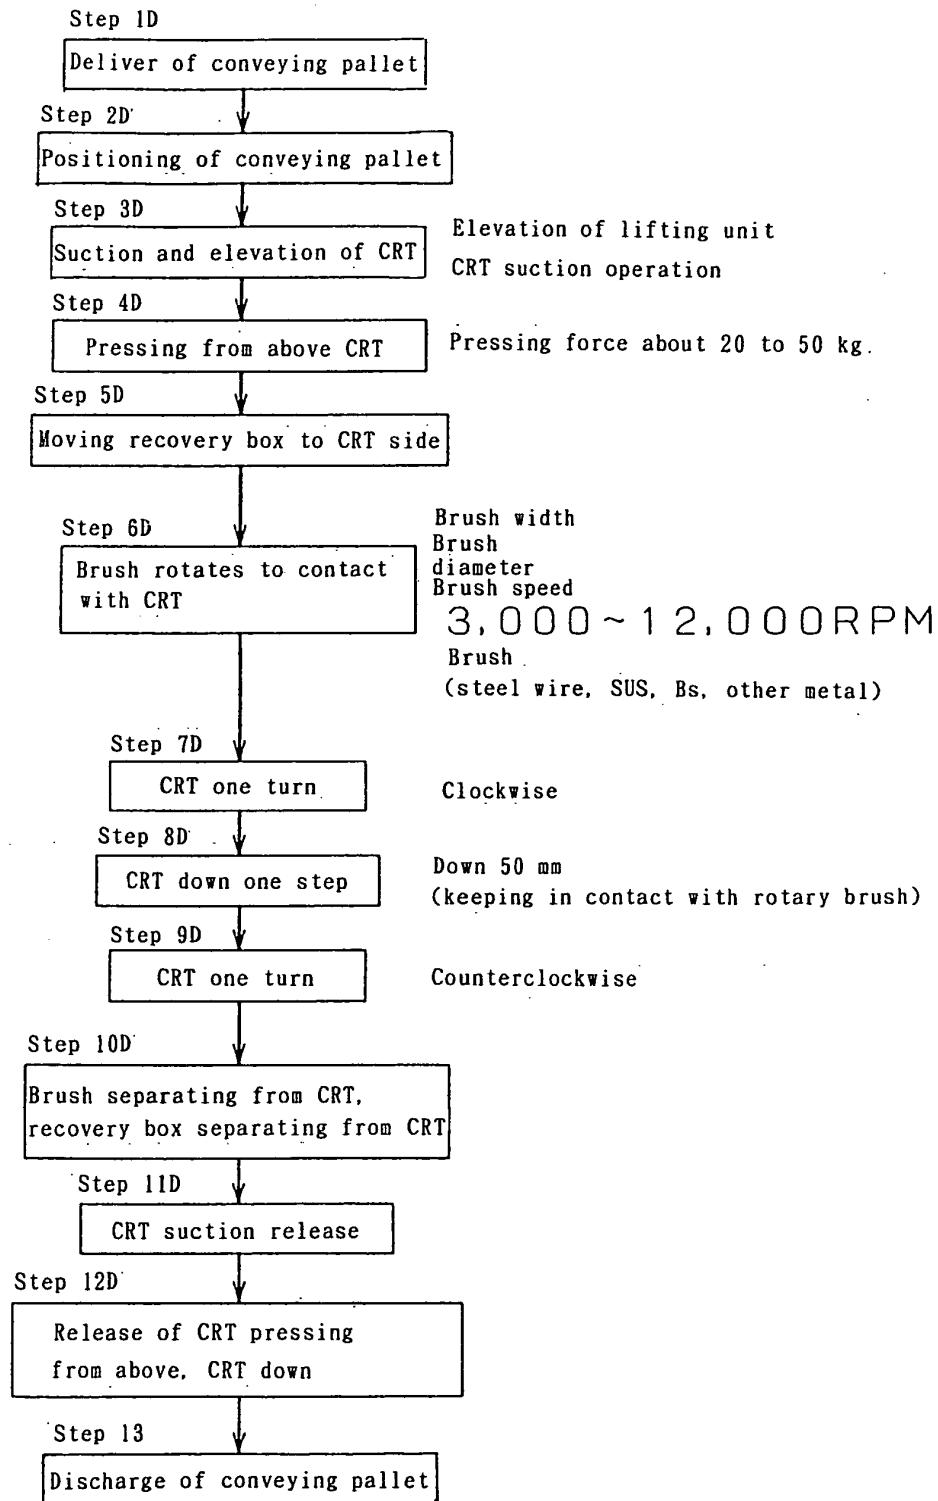 Step 1D
Deliver of conveying pallet
Step 2D
Positioning of conveying pallet
Step 3D
Suction and elevation of CRT
Elevation of lifting unit
CRT suction operation
Step 4D
Pressing from above CRT
Pressing force about 20 to 50 kg.
Step 5D
Moving recovery box to CRT side
Step 6D
Brush rotates to contact
with CRT
Brush width
Brush
diameter
Brush speed
3,000~12,000RPM
Brush
(steel wire, SUS, Bs, other metal)
Step 7D
CRT one turn
Clockwise
Step 8D
CRT down one step
Down 50 mm
(keeping in contact with rotary brush)
Step 9D
CRT one turn
Counterclockwise
Step 10D
Brush separating from CRT,
recovery box separating from CRT
Step 11D
CRT suction release
Step 12D
Release of CRT pressing
from above, CRT down
Step 13
Discharge of conveying pallet